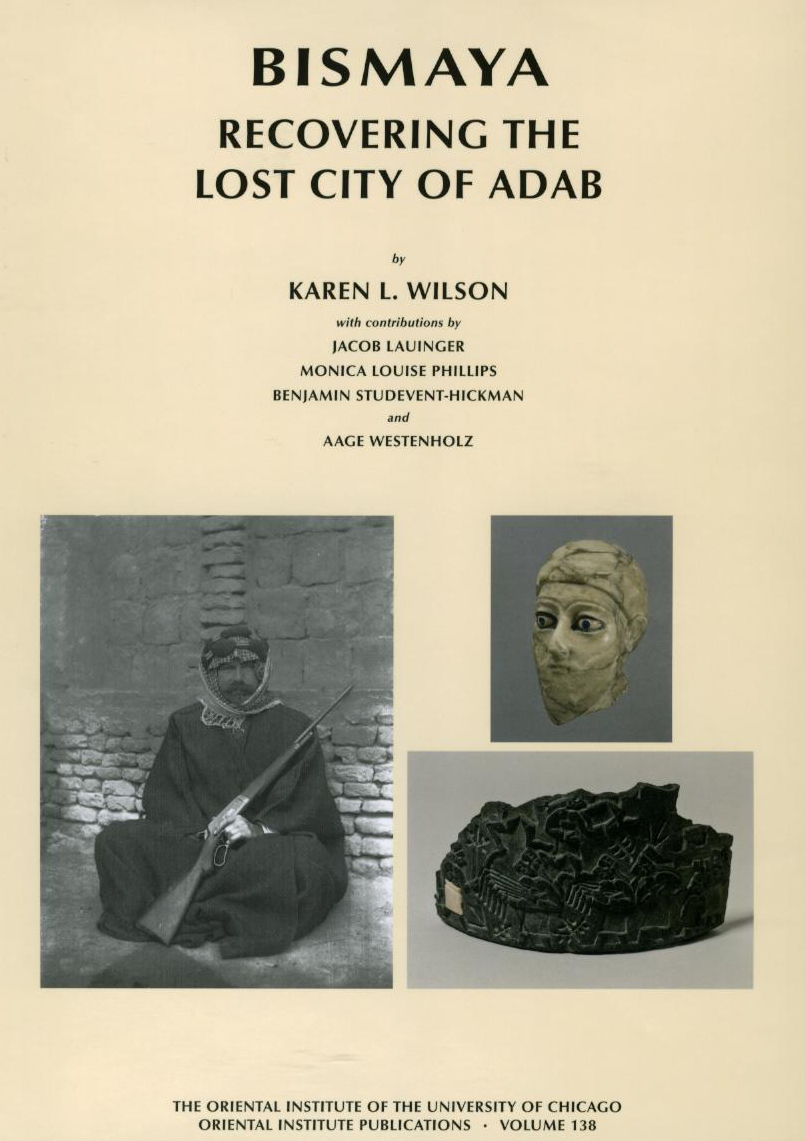 BISMAYA
RECOVERING THE
LOST CITY OF ADAB
by
KAREN L. WILSON
with contributions by
JACOB LAUINGER
MONICA LOUISE PHILLIPS
BENJAMIN STUDEVENT-HICKMAN
and
AAGE WESTENHOLZ
THE ORIENTAL INSTITUTE OF THE UNIVERSITY OF CHICAGO
ORIENTAL INSTITUTE PUBLICATIONS · VOLUME 138